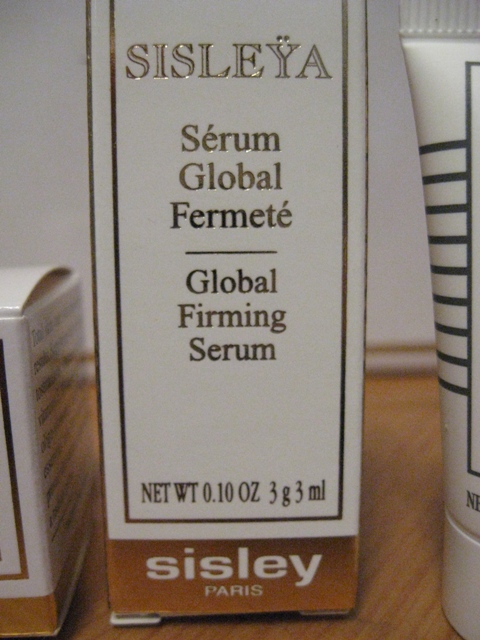 SISLEŸA
Sérum
Global
Fermeté
Global
Firming
Serum
NET WT 0.10 OZ 3 g 3 ml
sisley
PARIS